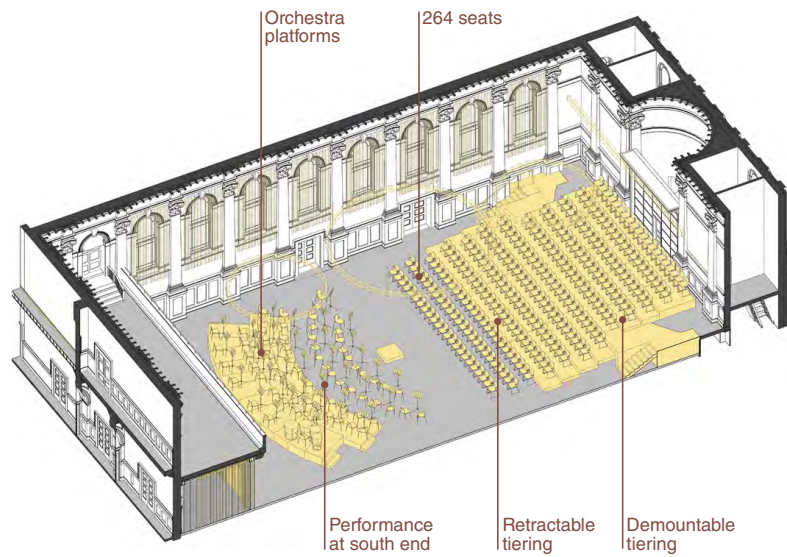 Orchestra
platforms
264 seats
Performance
at south end
Retractable
tiering
Demountable
tiering